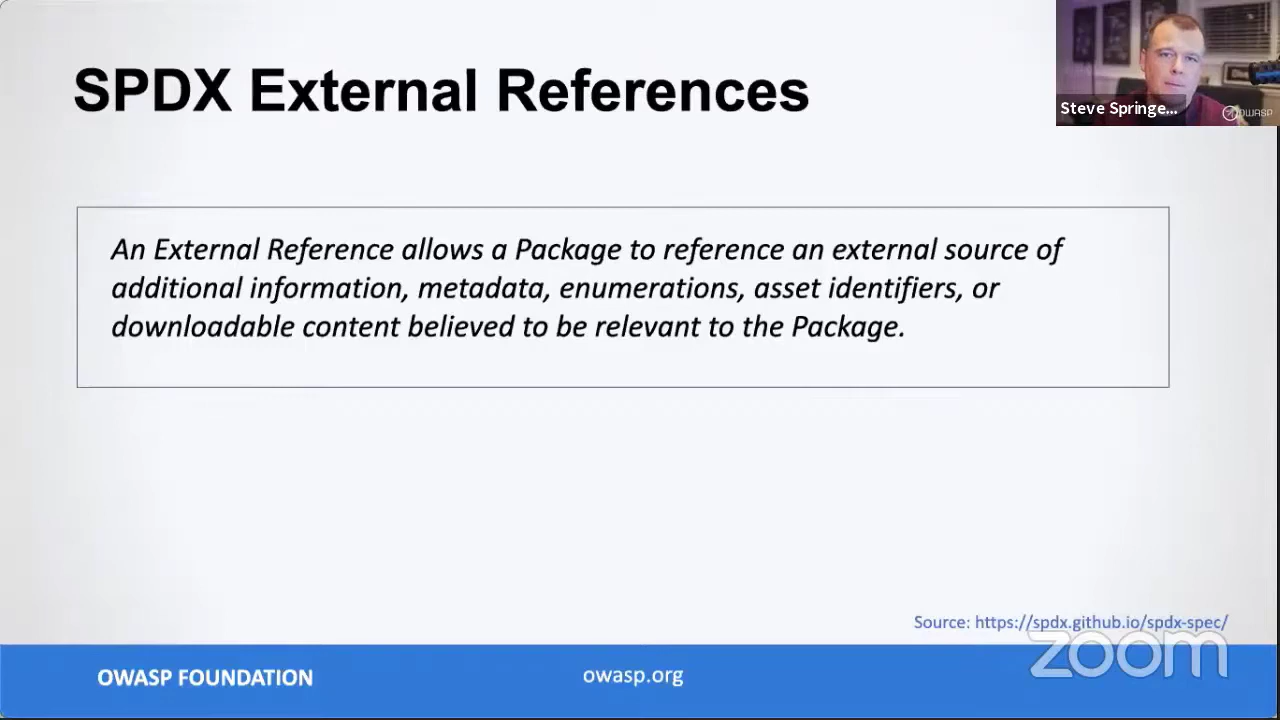 SPDX External References
Steve Springe...
OWASP
An External Reference allows a Package to reference an external source of
additional information, metadata, enumerations, asset identifiers, or
downloadable content believed to be relevant to the Package.
Source: https://spdx.github.io/spdx-spec/
zoom
OWASP FOUNDATION
owasp.org